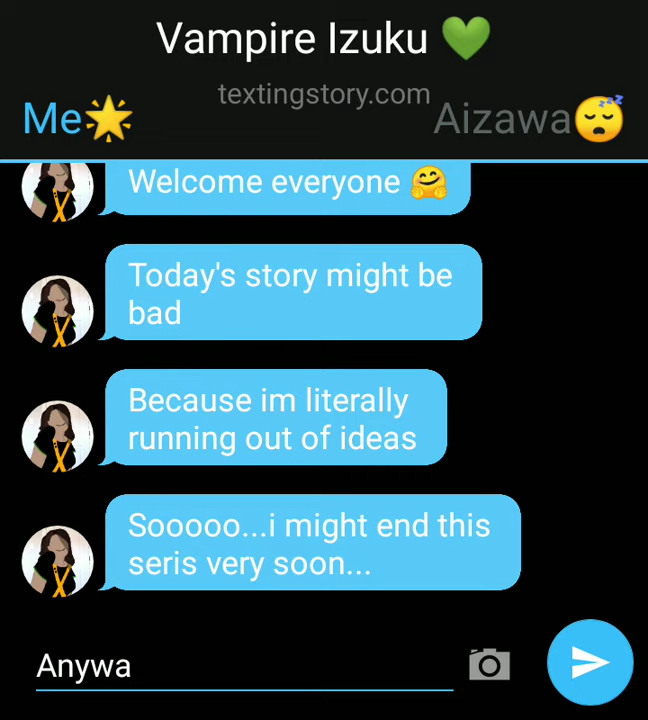 Vampire Izuku 💚
textingstory.com
Me🌟 Aizawa😴
Welcome everyone 🤗
Today's story might be
bad
Because im literally
running out of ideas
Sooooo...i might end this
seris very soon...
Anywa